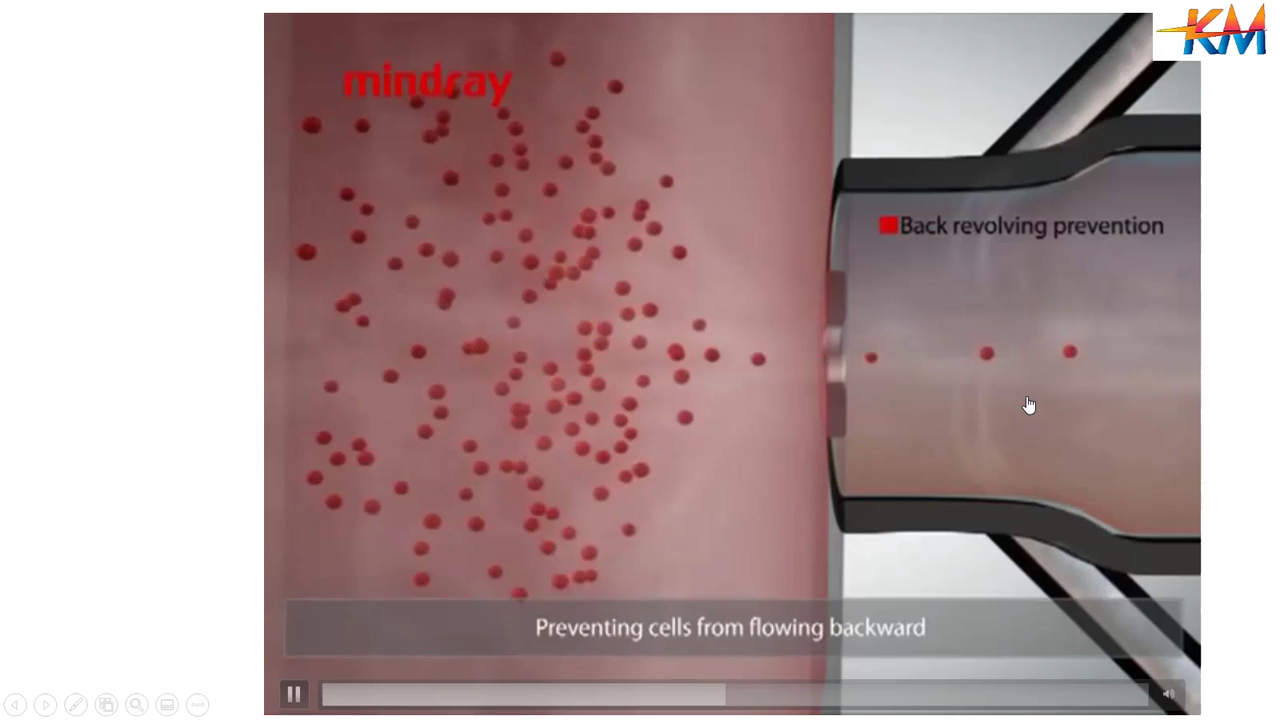 KM
mindray
Back revolving prevention
Preventing cells from flowing backward